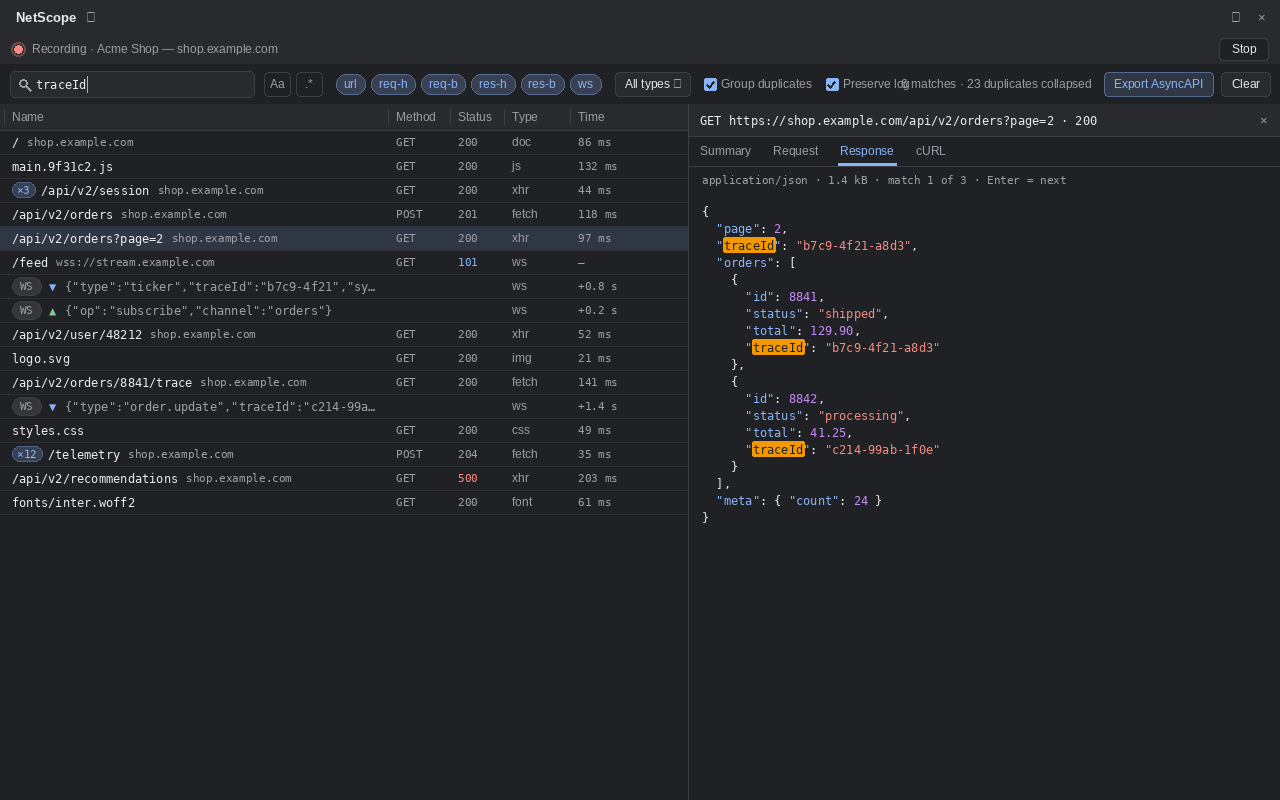 NetScope
×
Recording · Acme Shop — shop.example.com
Stop
traceId
Aa
.*
url
req-h
req-b
res-h
res-b
ws
All types
Group duplicates
Preserve log
matches · 23 duplicates collapsed
Export AsyncAPI
Clear
Name Method Status Type Time
/ shop.example.com GET 200 doc 86 ms
main.9f31c2.js GET 200 js 132 ms
×3 /api/v2/session shop.example.com GET 200 xhr 44 ms
/api/v2/orders shop.example.com POST 201 fetch 118 ms
/api/v2/orders?page=2 shop.example.com GET 200 xhr 97 ms
/feed wss://stream.example.com GET 101 ws –
WS ▼ {"type":"ticker","traceId":"b7c9-4f21","sy… ws +0.8 s
WS ▲ {"op":"subscribe","channel":"orders"} ws +0.2 s
/api/v2/user/48212 shop.example.com GET 200 xhr 52 ms
logo.svg GET 200 img 21 ms
/api/v2/orders/8841/trace shop.example.com GET 200 fetch 141 ms
WS ▼ {"type":"order.update","traceId":"c214-99a… ws +1.4 s
styles.css GET 200 css 49 ms
×12 /telemetry shop.example.com POST 204 fetch 35 ms
/api/v2/recommendations shop.example.com GET 500 xhr 203 ms
fonts/inter.woff2 GET 200 font 61 ms
GET https://shop.example.com/api/v2/orders?page=2 · 200 ×
Summary Request Response cURL
application/json · 1.4 kB · match 1 of 3 · Enter = next
{
"page": 2,
"traceId": "b7c9-4f21-a8d3",
"orders": [
{
"id": 8841,
"status": "shipped",
"total": 129.90,
"traceId": "b7c9-4f21-a8d3"
},
{
"id": 8842,
"status": "processing",
"total": 41.25,
"traceId": "c214-99ab-1f0e"
}
],
"meta": { "count": 24 }
}